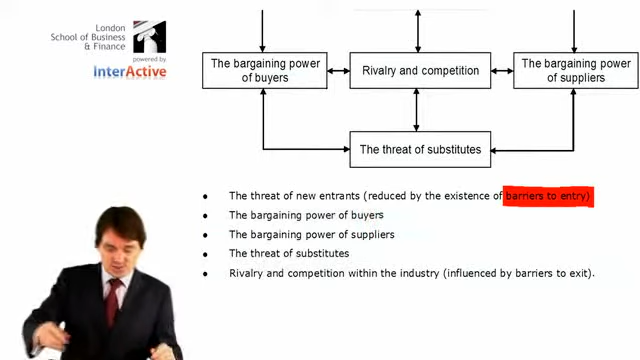 London
School of Business
& Finance
powered by
InterActive
The bargaining power
of buyers
Rivalry and competition
The bargaining power
of suppliers
The threat of substitutes
• The threat of new entrants (reduced by the existence of barriers to entry)
• The bargaining power of buyers
• The bargaining power of suppliers
• The threat of substitutes
• Rivalry and competition within the industry (influenced by barriers to exit).